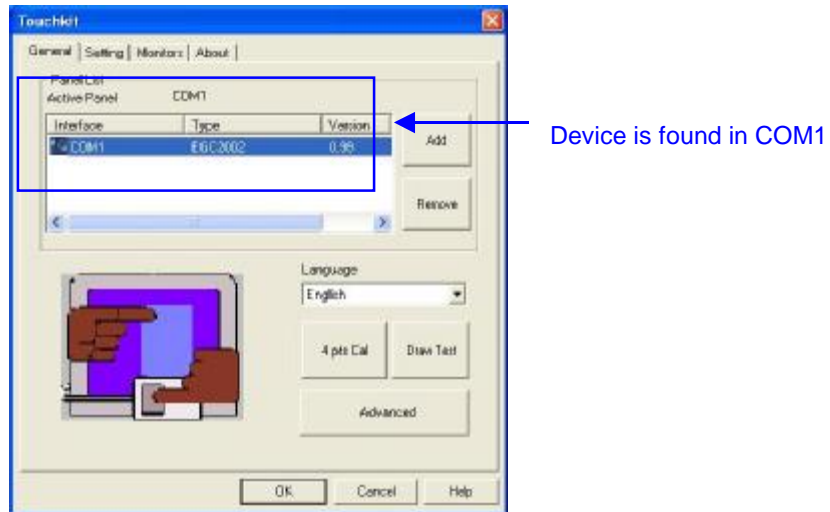 Touchkit
General Setting Monitors About
Panel List
Active Panel COM1
Interface Type Version
COM1 0.99
Add
Remove
Device is found in COM1
Language
English
4 pts Cal Draw Test
Advanced
OK Cancel Help